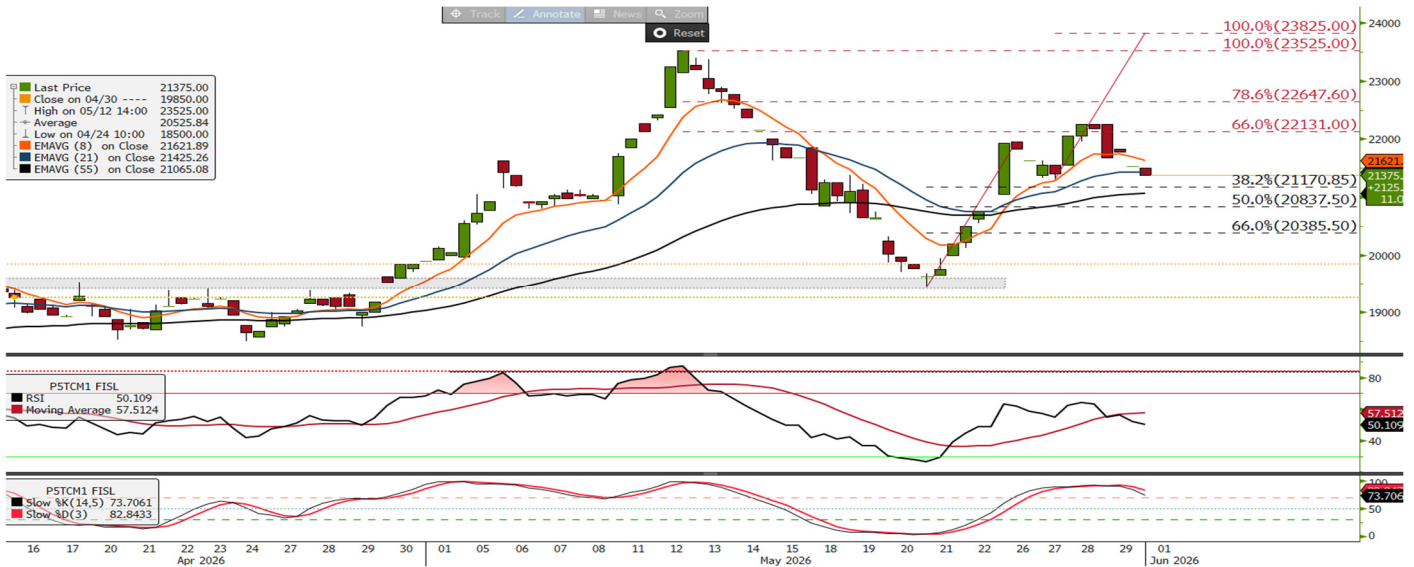 Track Annotate News Zoom
Reset
100.0%(23825.00)
100.0%(23525.00)
78.6%(22647.60)
66.0%(22131.00)
38.2%(21170.85)
50.0%(20837.50)
66.0%(20385.50)
Last Price 21375.00
Close on 04/30 ---- 19850.00
High on 05/12 14:00 23525.00
Average 20525.84
Low on 04/24 10:00 18500.00
EMAVG (8) on Close 21621.89
EMAVG (21) on Close 21425.26
EMAVG (55) on Close 21065.08
24000
23000
22000
21621.
21375.
+2125.
11.0
20000
19000
P5TCM1 FISL
RSI 50.109
Moving Average 57.5124
80
57.512
50.109
40
P5TCM1 FISL
Slow %K(14,5) 73.7061
Slow %D(3) 82.8433
100
73.706
50
0
16 17 20 21 22 23 24 27 28 29 30 01 05 06 07 08 11 12 13 14 15 18 19 20 21 22 26 27 28 29 01
Apr 2026 May 2026 Jun 2026